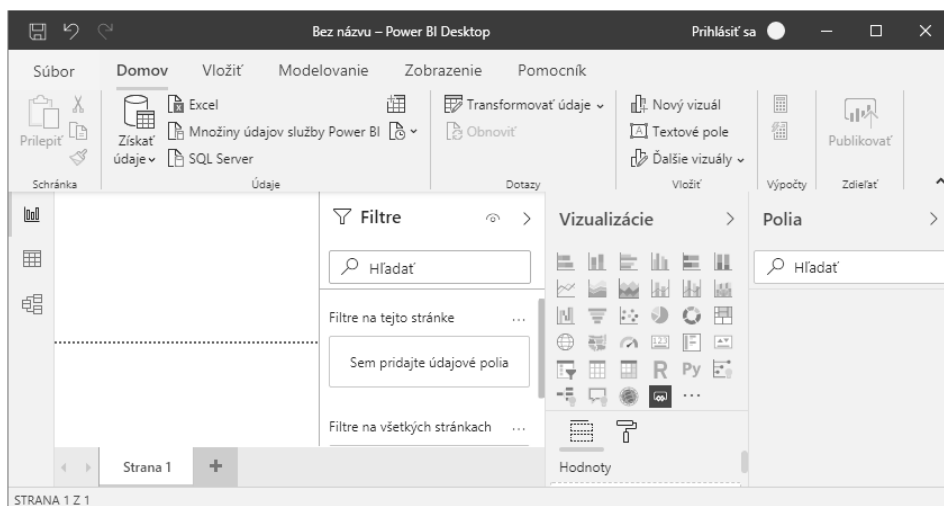 Bez názvu – Power BI Desktop
Prihlásiť sa
Súbor
Domov
Vložiť
Modelovanie
Zobrazenie
Pomocník
Prilepiť
Schránka
Získať
údaje
Excel
Množiny údajov služby Power BI
SQL Server
Údaje
Transformovať údaje
Obnoviť
Dotazy
Nový vizuál
Textové pole
Ďalšie vizuály
Vložiť
Výpočty
Publikovať
Zdieľať
Filtre
Hľadať
Filtre na tejto stránke
...
Sem pridajte údajové polia
Filtre na všetkých stránkach
...
Vizualizácie
123
R
Py
...
Hodnoty
Polia
Hľadať
Strana 1
+
STRANA 1 Z 1